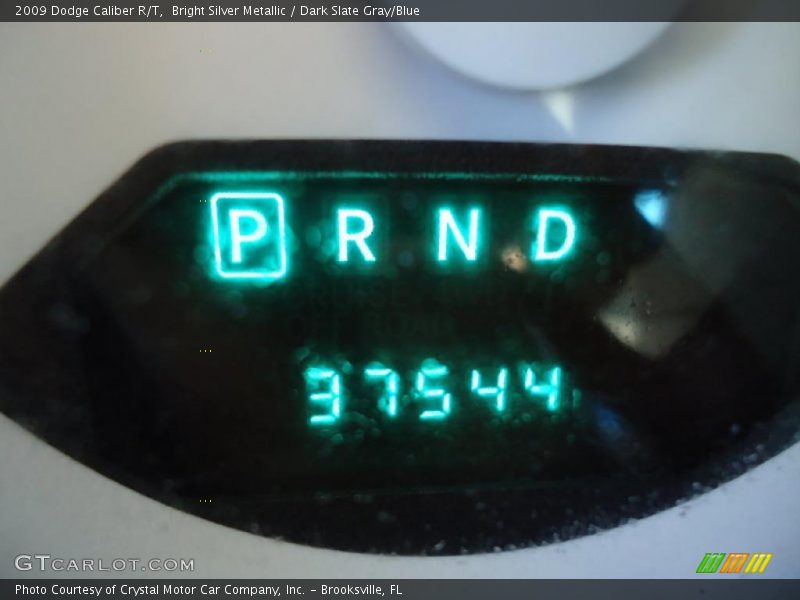 2009 Dodge Caliber R/T,  Bright Silver Metallic / Dark Slate Gray/Blue
P R N D
37544
GTCARLOT.COM
Photo Courtesy of Crystal Motor Car Company, Inc. – Brooksville, FL